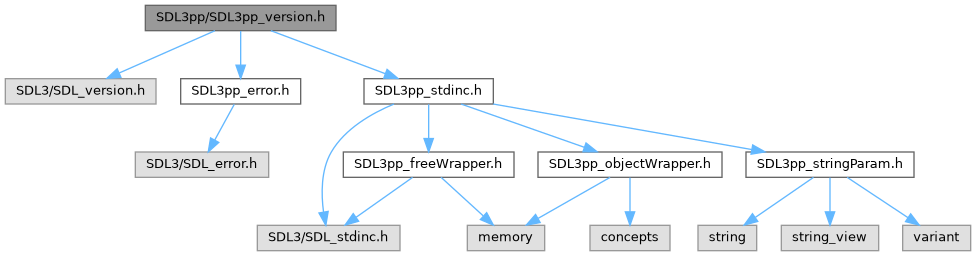 SDL3pp/SDL3pp_version.h
SDL3/SDL_version.h
SDL3pp_error.h
SDL3pp_stdinc.h
SDL3/SDL_error.h
SDL3pp_freeWrapper.h
SDL3pp_objectWrapper.h
SDL3pp_stringParam.h
SDL3/SDL_stdinc.h
memory
concepts
string
string_view
variant